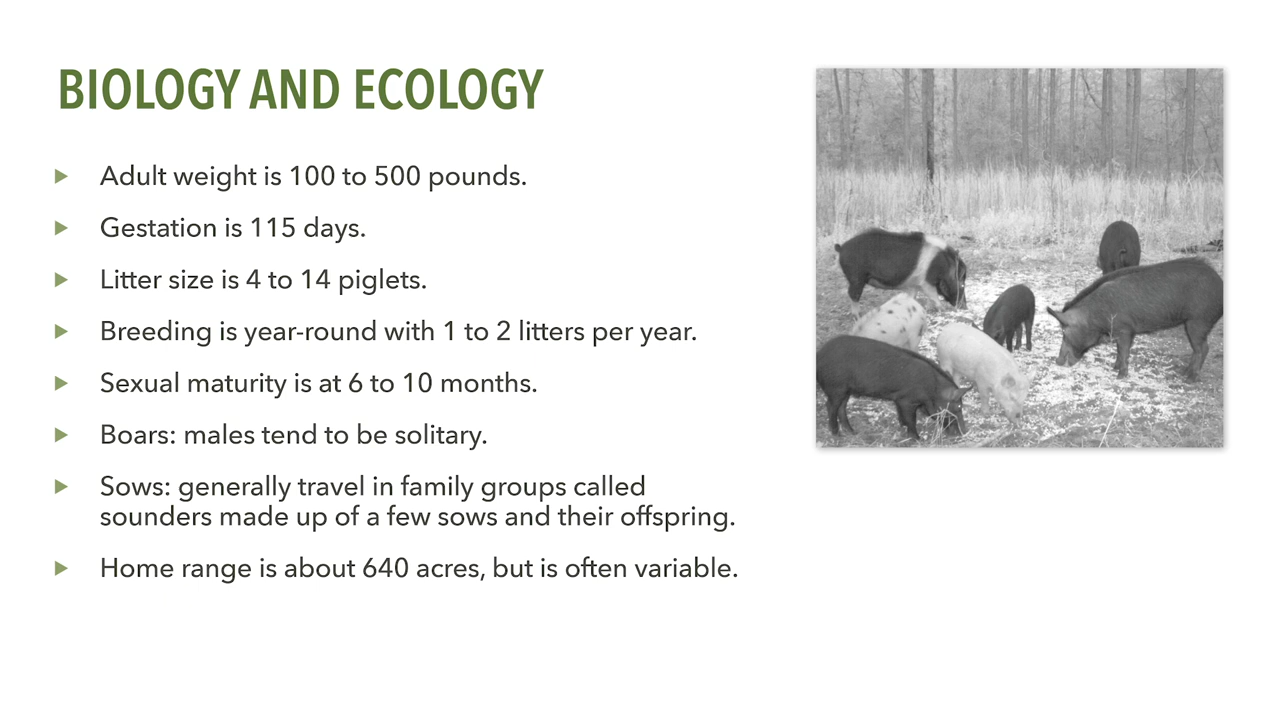 BIOLOGY AND ECOLOGY
Adult weight is 100 to 500 pounds.
Gestation is 115 days.
Litter size is 4 to 14 piglets.
Breeding is year-round with 1 to 2 litters per year.
Sexual maturity is at 6 to 10 months.
Boars: males tend to be solitary.
Sows: generally travel in family groups called
sounders made up of a few sows and their offspring.
Home range is about 640 acres, but is often variable.